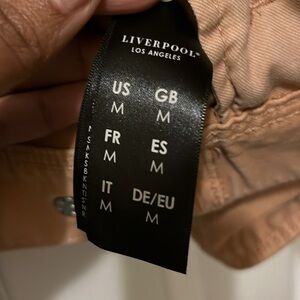 LIVERPOOL
LOS ANGELES
US GB
M M
FR ES
M M
IT DE/EU
M M